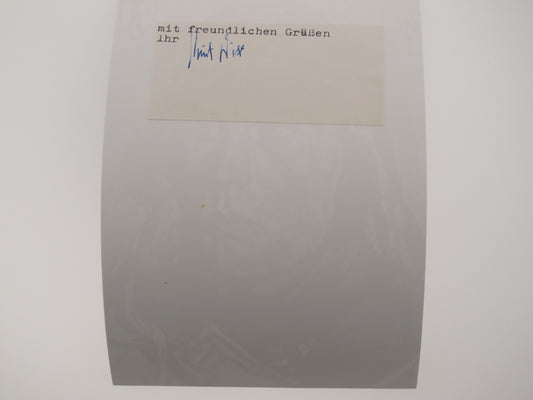 mit freundlichen Grüßen
Ihr